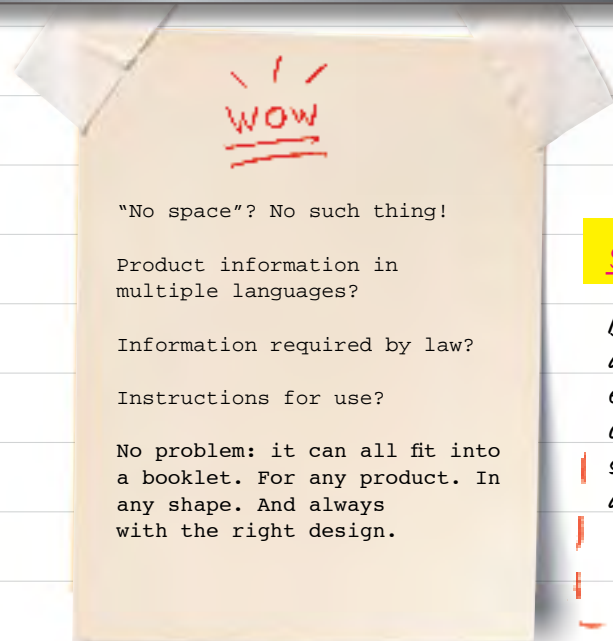 WOW
“No space”? No such thing!
Product information in
multiple languages?
Information required by law?
Instructions for use?
No problem: it can all fit into
a booklet. For any product. In
any shape. And always
with the right design.